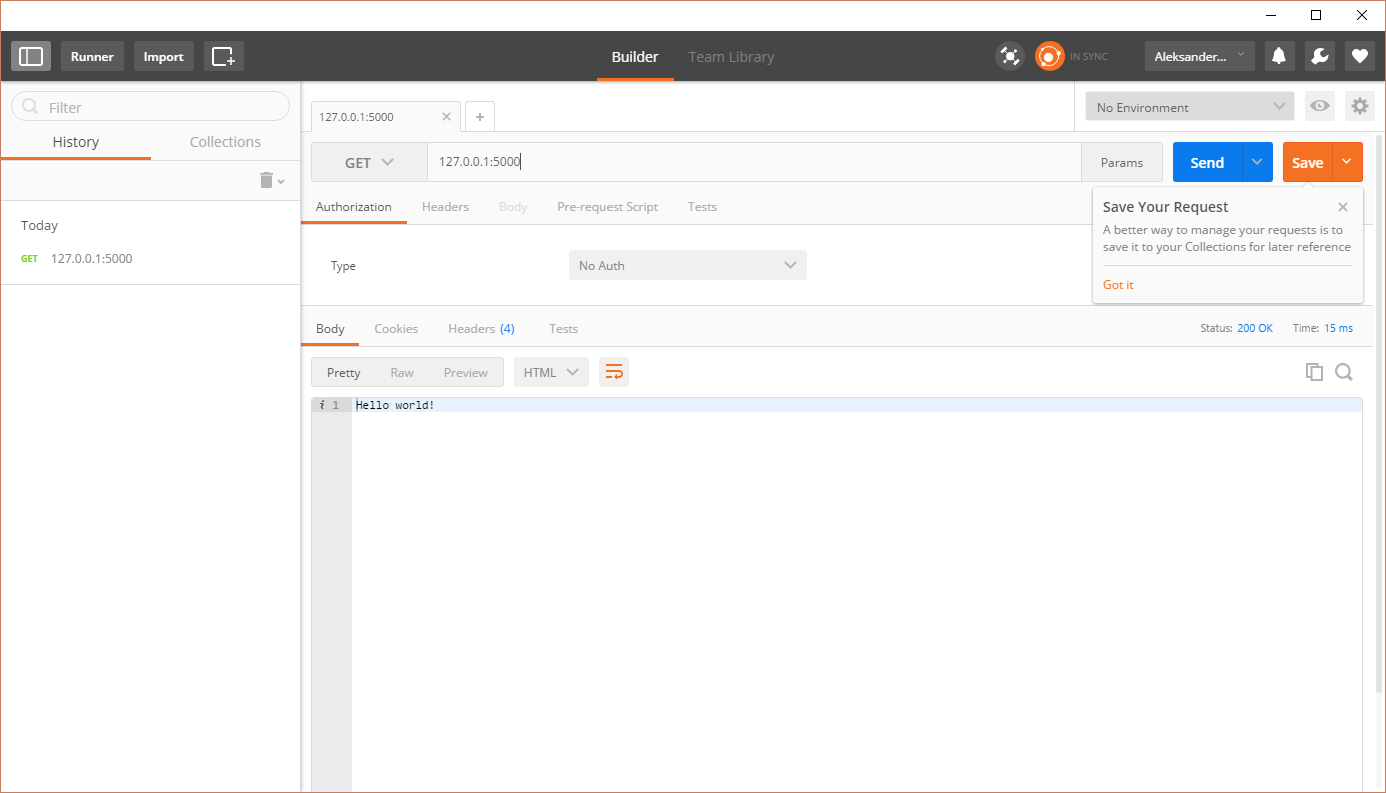 Runner
Import
Builder
Team Library
IN SYNC
Aleksander...
Filter
History
Collections
Today
GET 127.0.0.1:5000
127.0.0.1:5000
No Environment
GET
127.0.0.1:5000
Params
Send
Save
Authorization
Headers
Body
Pre-request Script
Tests
Save Your Request
A better way to manage your requests is to
save it to your Collections for later reference
Got it
Type
No Auth
Body
Cookies
Headers (4)
Tests
Status: 200 OK
Time: 15 ms
Pretty
Raw
Preview
HTML
i 1 Hello world!